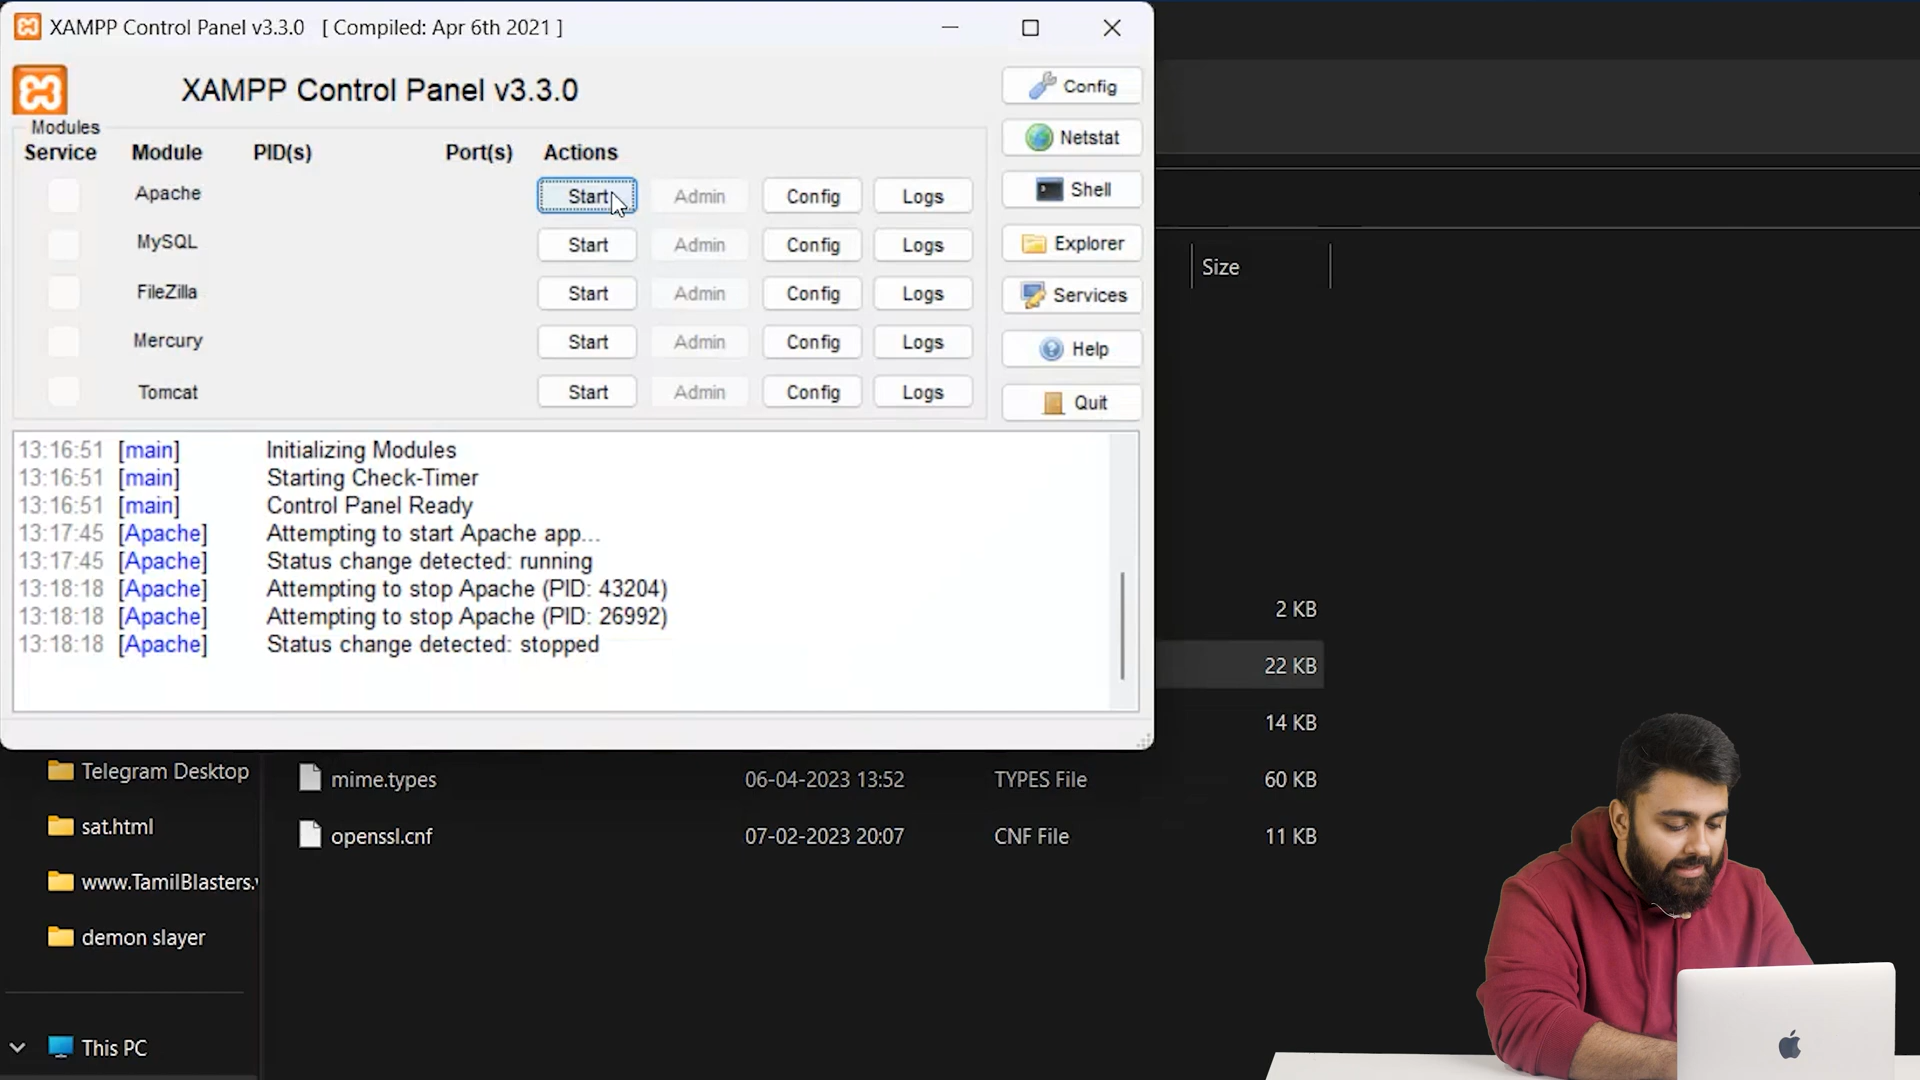 XAMPP Control Panel v3.3.0 [ Compiled: Apr 6th 2021 ]
XAMPP Control Panel v3.3.0
Config
Modules
Service Module PID(s) Port(s) Actions
Netstat
Apache Start Admin Config Logs
Shell
MySQL Start Admin Config Logs
Explorer
FileZilla Start Admin Config Logs
Services
Mercury Start Admin Config Logs
Help
Tomcat Start Admin Config Logs
Quit
13:16:51 [main] Initializing Modules
13:16:51 [main] Starting Check-Timer
13:16:51 [main] Control Panel Ready
13:17:45 [Apache] Attempting to start Apache app...
13:17:45 [Apache] Status change detected: running
13:18:18 [Apache] Attempting to stop Apache (PID: 43204)
13:18:18 [Apache] Attempting to stop Apache (PID: 26992)
13:18:18 [Apache] Status change detected: stopped
Size
2 KB
22 KB
14 KB
Telegram Desktop
mime.types 06-04-2023 13:52 TYPES File 60 KB
sat.html
openssl.cnf 07-02-2023 20:07 CNF File 11 KB
www.TamilBlasters.
demon slayer
This PC